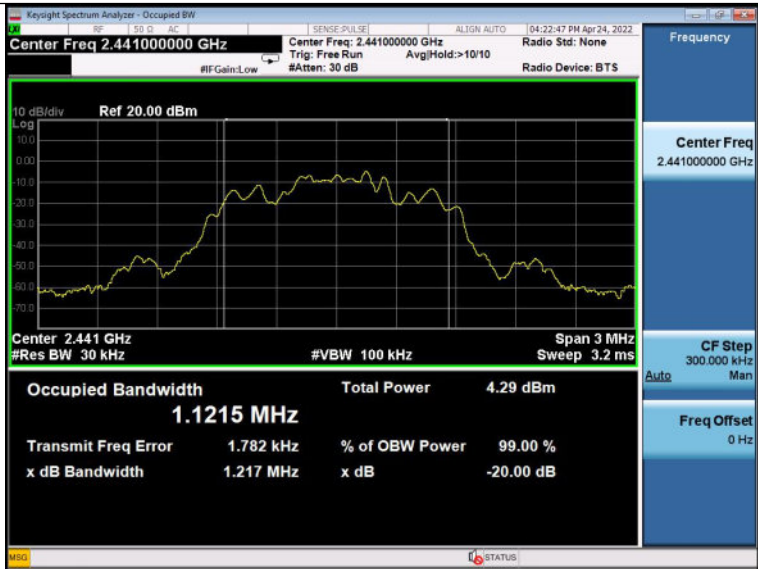 Keysight Spectrum Analyzer - Occupied BW
LXI RF 50 Ω AC SENSE:PULSE ALIGN AUTO 04:22:47 PM Apr 24, 2022
Center Freq 2.441000000 GHz Center Freq: 2.441000000 GHz Radio Std: None Frequency
Trig: Free Run Avg|Hold:>10/10
#IFGain:Low #Atten: 30 dB Radio Device: BTS
10 dB/div Ref 20.00 dBm
Log
10.0
0.00
-10.0
-20.0
-30.0
-40.0
-50.0
-60.0
-70.0
Center Freq
2.441000000 GHz
Center 2.441 GHz Span 3 MHz
#Res BW 30 kHz #VBW 100 kHz Sweep 3.2 ms
CF Step
300.000 kHz
Auto Man
Occupied Bandwidth Total Power 4.29 dBm
1.1215 MHz
Transmit Freq Error 1.782 kHz % of OBW Power 99.00 %
x dB Bandwidth 1.217 MHz x dB -20.00 dB
Freq Offset
0 Hz
MSG STATUS